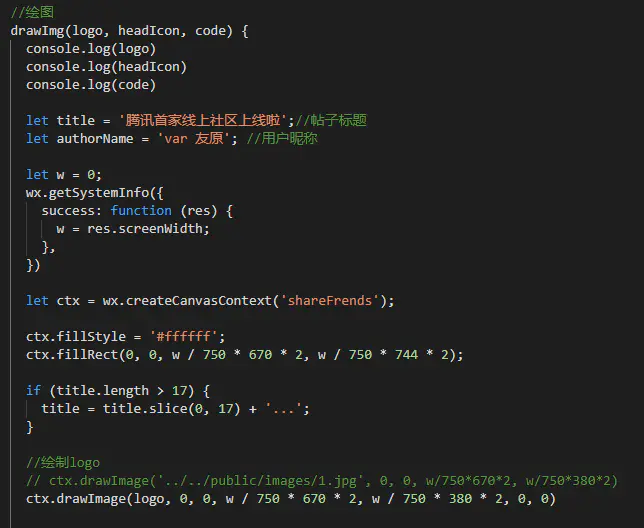 //绘图
drawImg(logo, headIcon, code) {
console.log(logo)
console.log(headIcon)
console.log(code)
let title = '腾讯首家线上社区上线啦';//帖子标题
let authorName = 'var 友原'; //用户昵称
let w = 0;
wx.getSystemInfo({
success: function (res) {
w = res.screenWidth;
},
})
let ctx = wx.createCanvasContext('shareFrends');
ctx.fillStyle = '#ffffff';
ctx.fillRect(0, 0, w / 750 * 670 * 2, w / 750 * 744 * 2);
if (title.length > 17) {
title = title.slice(0, 17) + '...';
}
//绘制logo
// ctx.drawImage('../../public/images/1.jpg', 0, 0, w/750*670*2, w/750*380*2)
ctx.drawImage(logo, 0, 0, w / 750 * 670 * 2, w / 750 * 380 * 2, 0, 0)